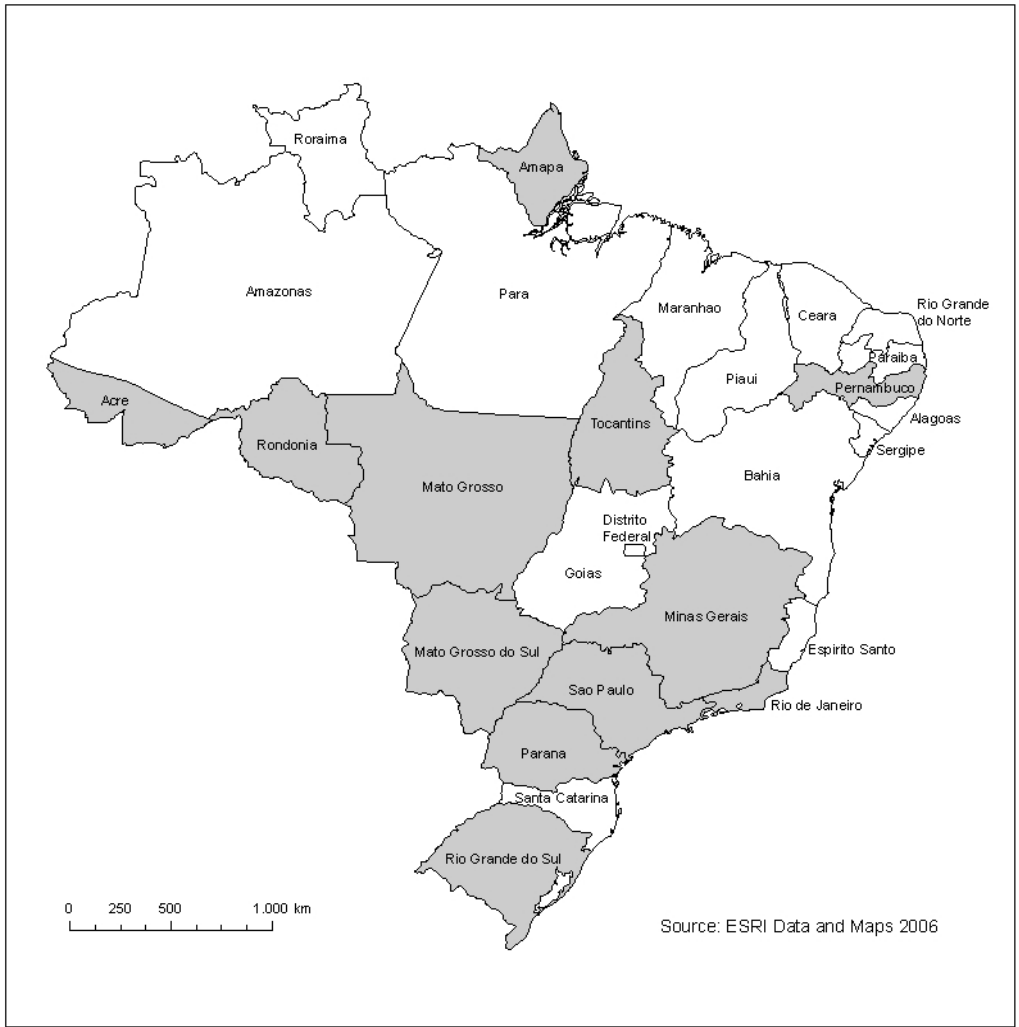 Roraima
Amapa
Amazonas
Para
Maranhao
Ceara
Rio Grande
do Norte
Paraiba
Piaui
Pernambuco
Acre
Tocantins
Alagoas
Rondonia
Sergipe
Mato Grosso
Bahia
Distrito
Federal
Goias
Minas Gerais
Mato Grosso do Sul
Espirito Santo
Sao Paulo
Rio de Janeiro
Parana
Santa Catarina
Rio Grande do Sul
0 250 500 1.000 km
Source: ESRI Data and Maps 2006